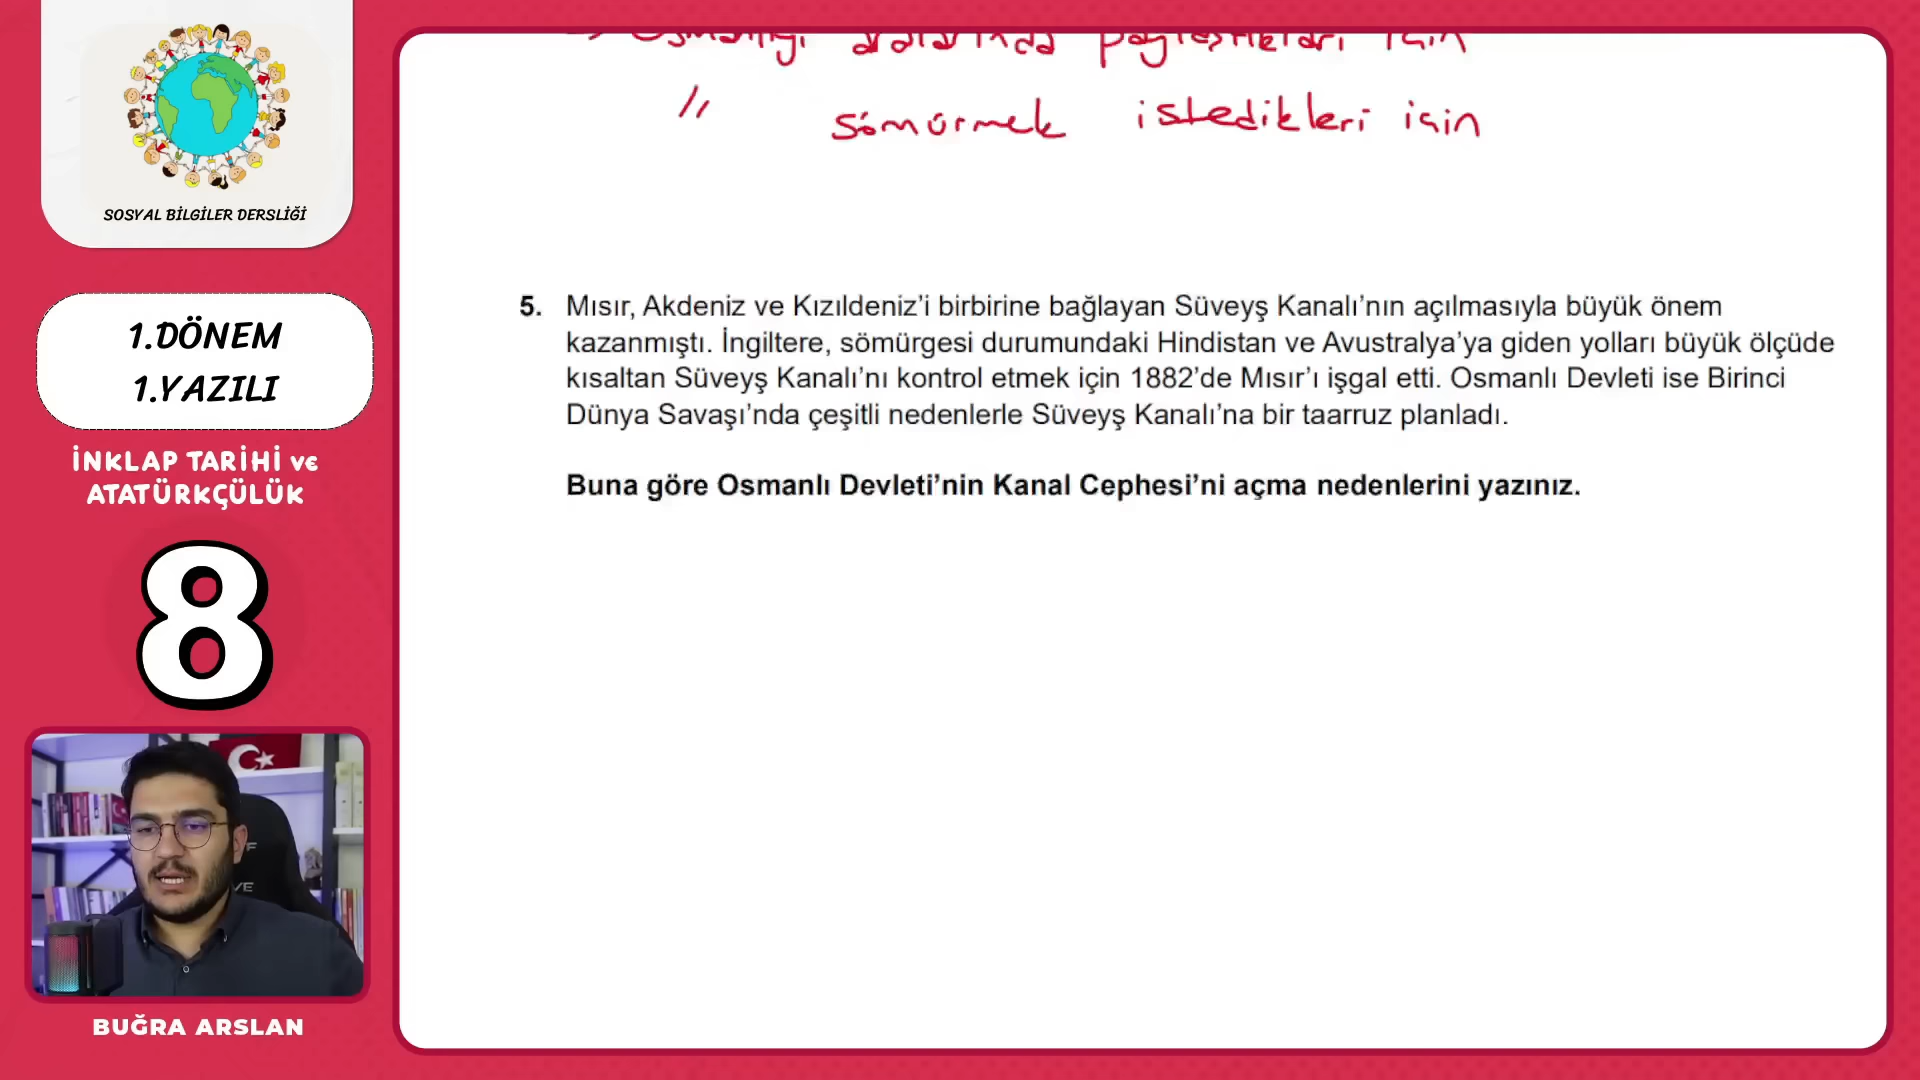 Osmanlıyı aralarında paylaştıkları için
" sömürmek istedikleri için
SOSYAL BİLGİLER DERSLİĞİ
1.DÖNEM
1.YAZILI
İNKLAP TARİHİ ve
ATATÜRKÇÜLÜK
8
BUĞRA ARSLAN
5. Mısır, Akdeniz ve Kızıldeniz’i birbirine bağlayan Süveyş Kanalı’nın açılmasıyla büyük önem
kazanmıştı. İngiltere, sömürgesi durumundaki Hindistan ve Avustralya’ya giden yolları büyük ölçüde
kısaltan Süveyş Kanalı’nı kontrol etmek için 1882’de Mısır’ı işgal etti. Osmanlı Devleti ise Birinci
Dünya Savaşı’nda çeşitli nedenlerle Süveyş Kanalı’na bir taarruz planladı.
Buna göre Osmanlı Devleti’nin Kanal Cephesi’ni açma nedenlerini yazınız.